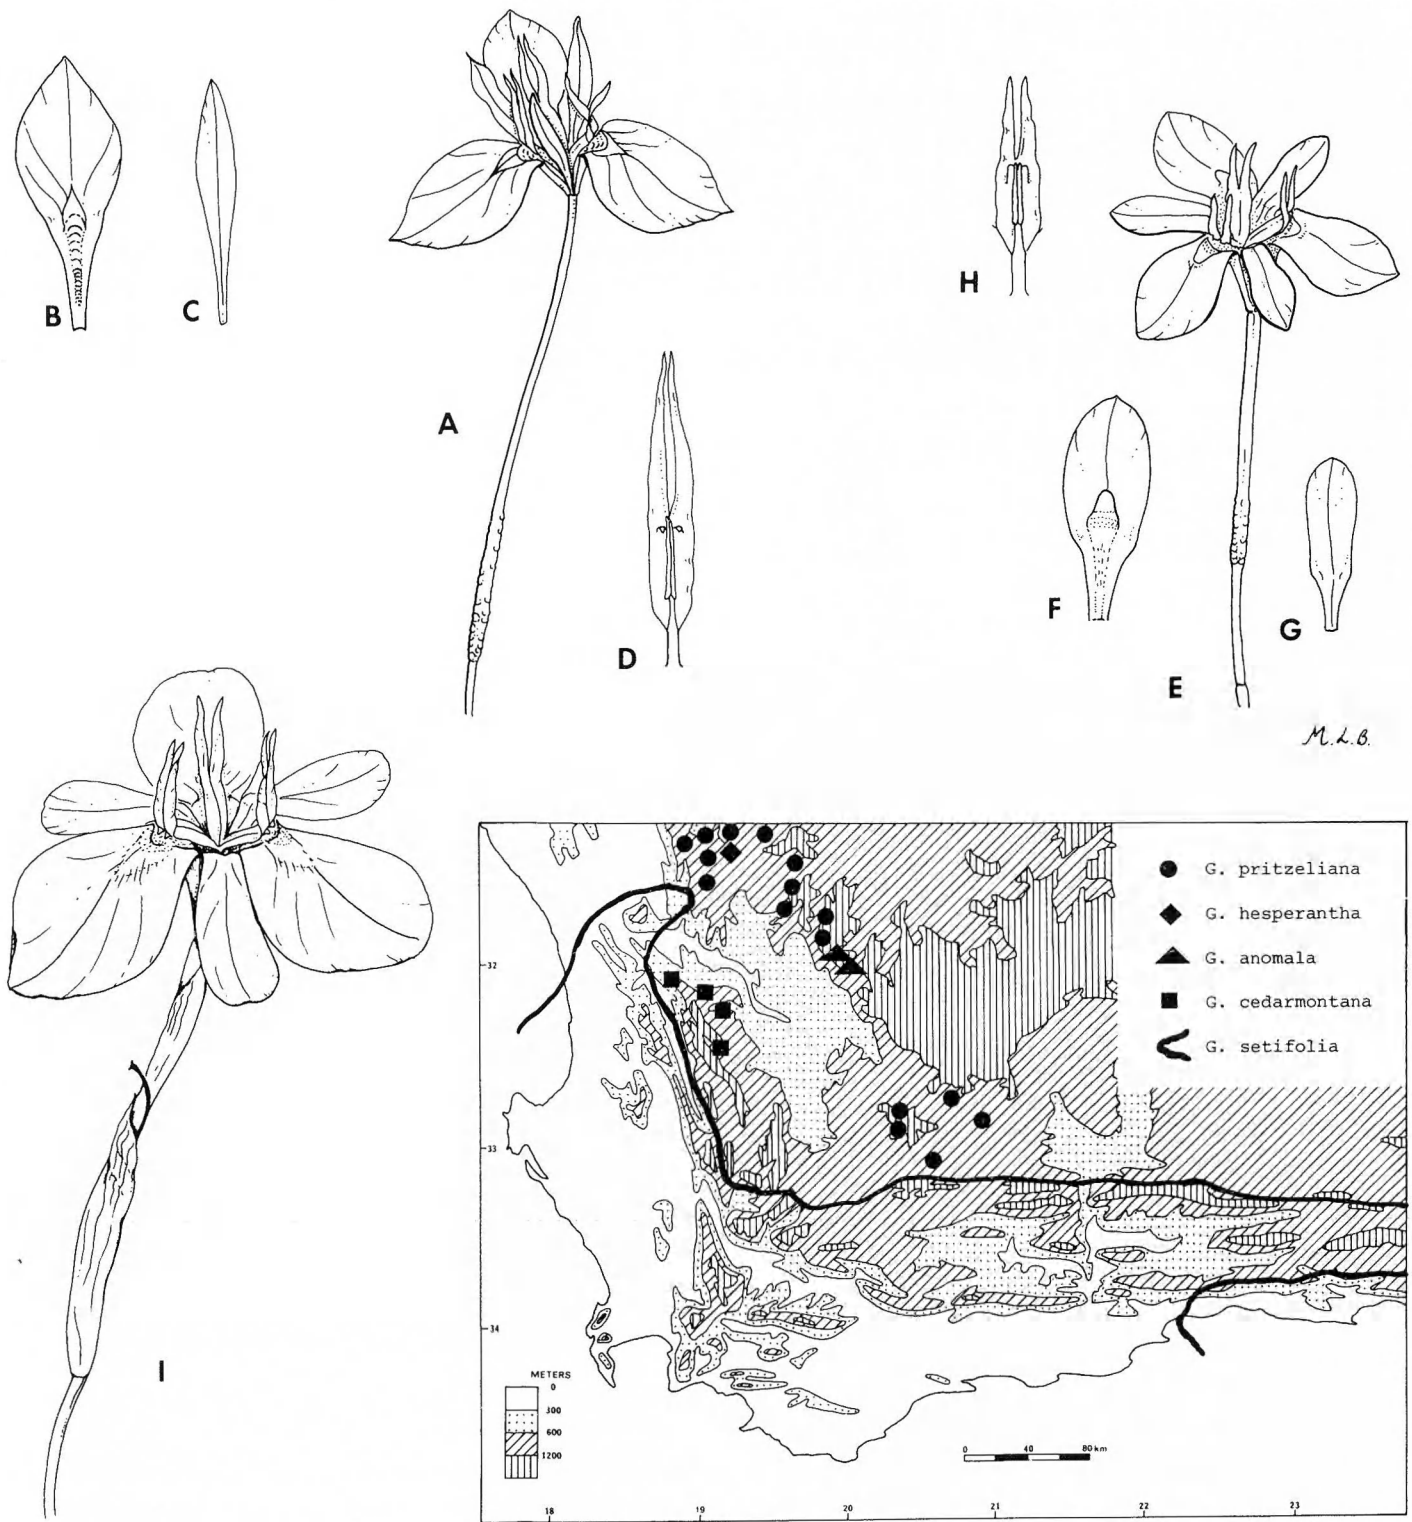 A
B
C
D
E
F
G
H
I
M.L.B.
G. pritzeliana
G. hesperantha
G. anomala
G. cedarmontana
G. setifolia
32
33
34
METERS
0
300
600
1200
0 40 80 km
18 19 20 21 22 23